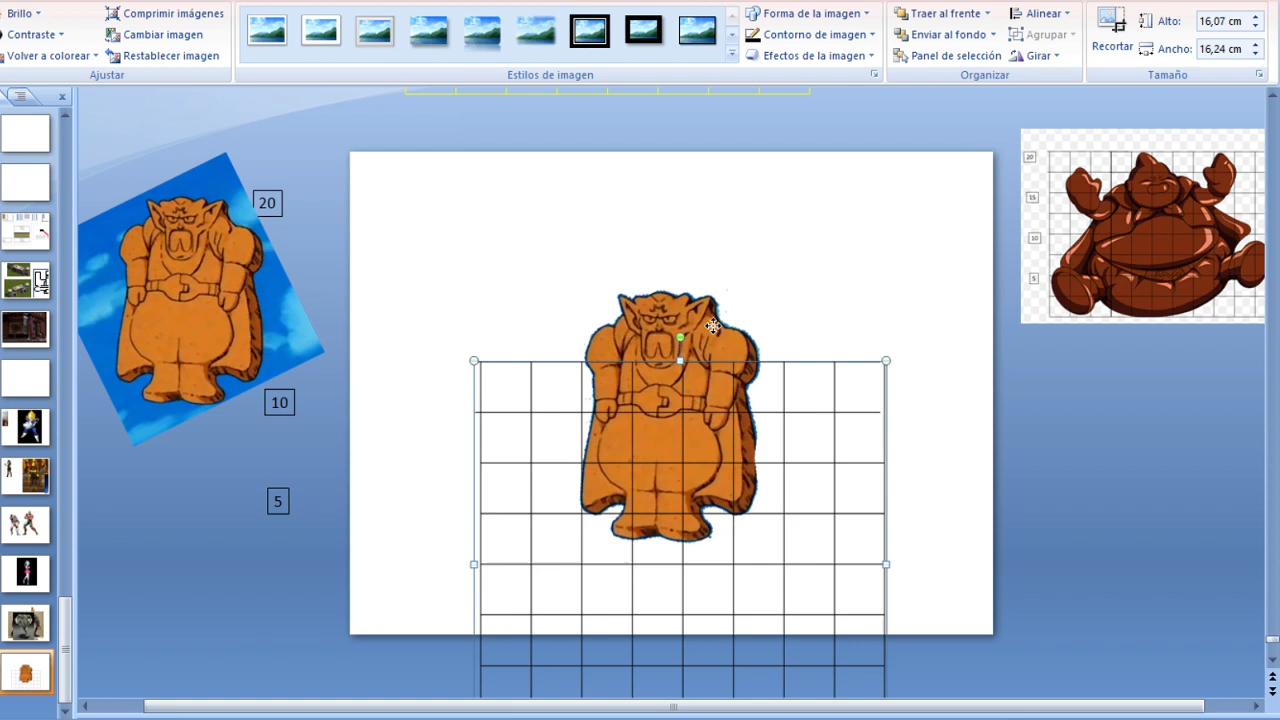 Brillo
Contraste
Volver a colorear
Comprimir imágenes
Cambiar imagen
Restablecer imagen
Ajustar
Estilos de imagen
Forma de la imagen
Contorno de imagen
Efectos de la imagen
Traer al frente
Enviar al fondo
Panel de selección
Alinear
Agrupar
Girar
Organizar
Recortar
Alto: 16,07 cm
Ancho: 16,24 cm
Tamaño
20
10
5
20
15
10
5